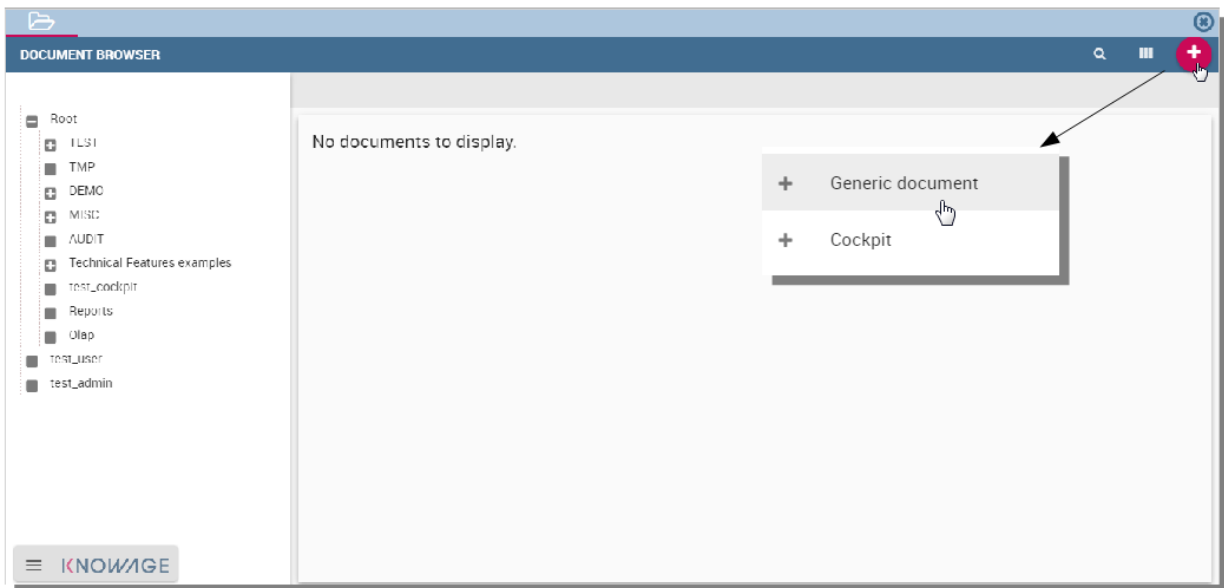 DOCUMENT BROWSER
Root
TEST
TMP
DEMO
MISC
AUDIT
Technical Features examples
test_cockpit
Reports
Olap
test_user
test_admin
No documents to display.
Generic document
Cockpit
KNOWAGE